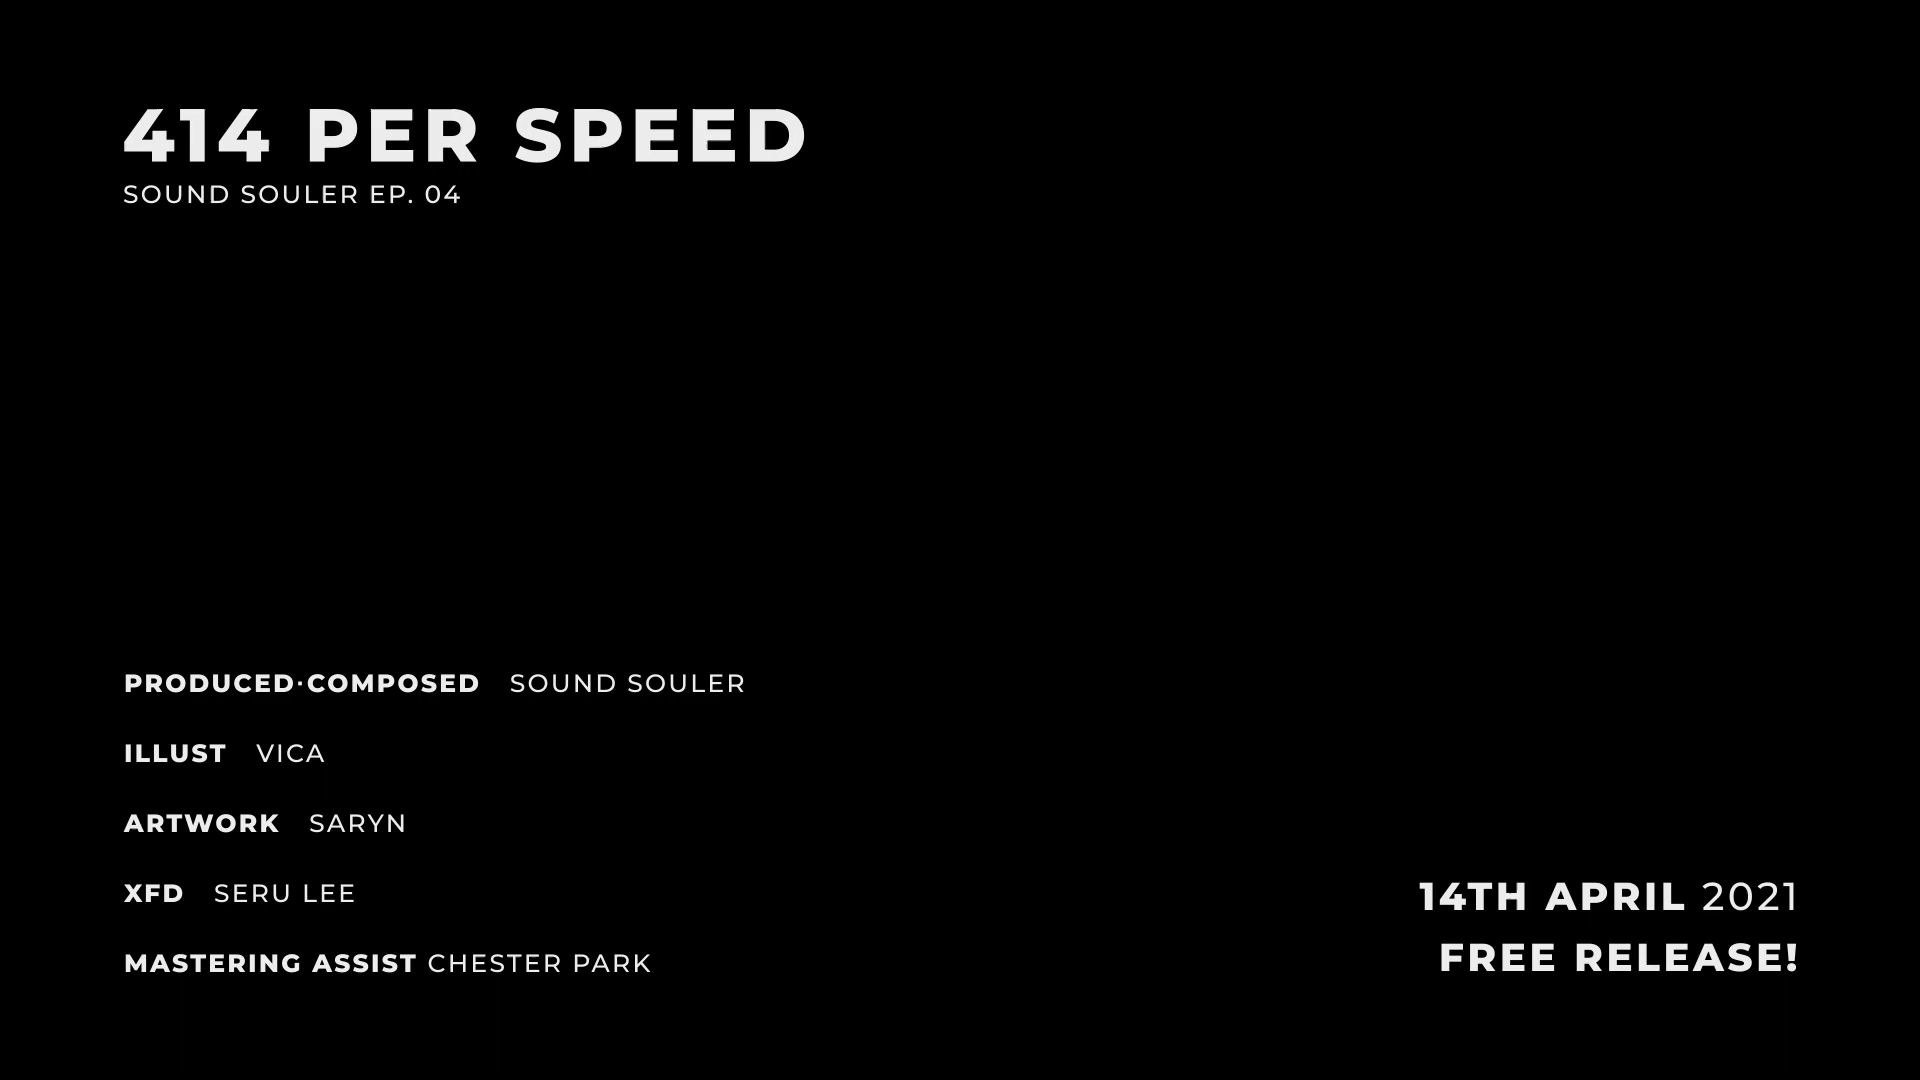 414 PER SPEED
SOUND SOULER EP. 04
PRODUCED·COMPOSED SOUND SOULER
ILLUST VICA
ARTWORK SARYN
XFD SERU LEE
MASTERING ASSIST CHESTER PARK
14TH APRIL 2021
FREE RELEASE!